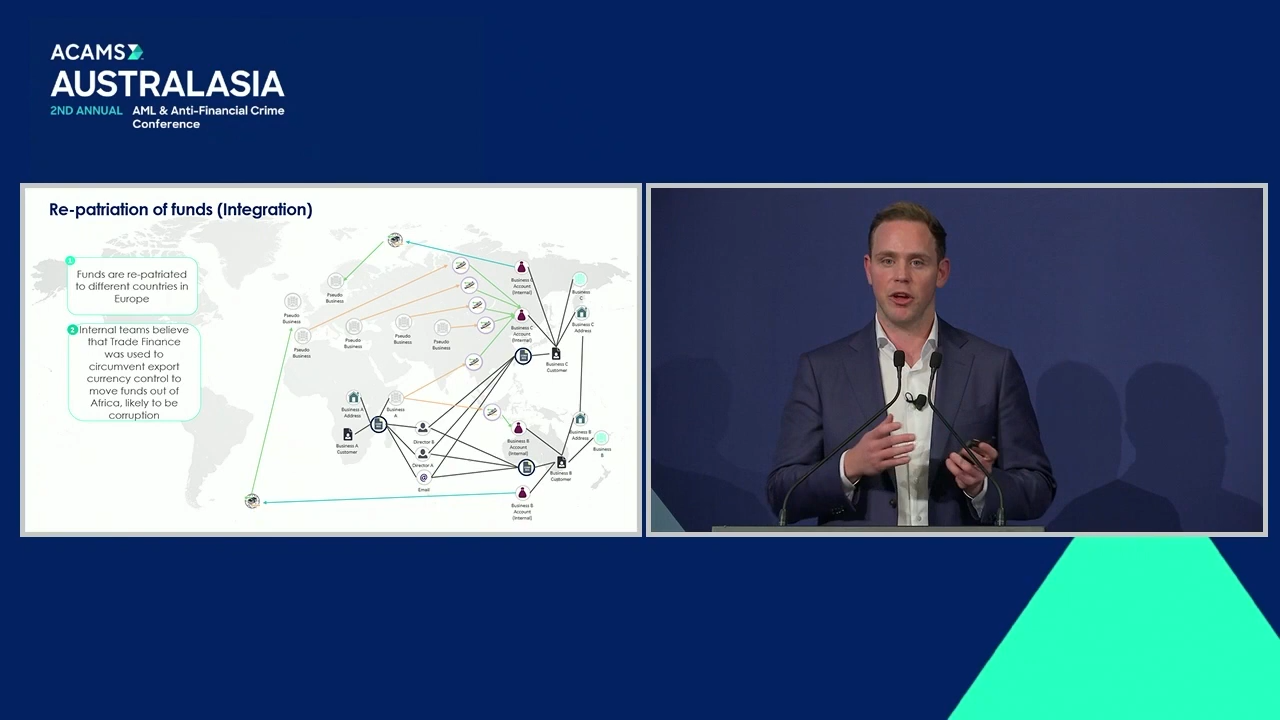 ACAMS
AUSTRALASIA
2ND ANNUAL AML & Anti-Financial Crime
Conference
Re-patriation of funds (Integration)
1
Funds are re-patriated
to different countries in
Europe
1
Internal teams believe
that Trade Finance
was used to
circumvent export
currency control to
move funds out of
Africa, likely to be
corruption
Pseudo
Business
Pseudo
Business
Pseudo
Business
Pseudo
Business
Pseudo
Business
Pseudo
Business
Business C
Account
(Internal)
Business
C
Business C
Account
(Internal)
Business C
Address
Business C
Customer
Business A
Address
Business
A
Business A
Customer
Director B
Director A
@
Email
Business B
Account
(Internal)
Business B
Address
Business
B
Business B
Customer
Business B
Account
(Internal)